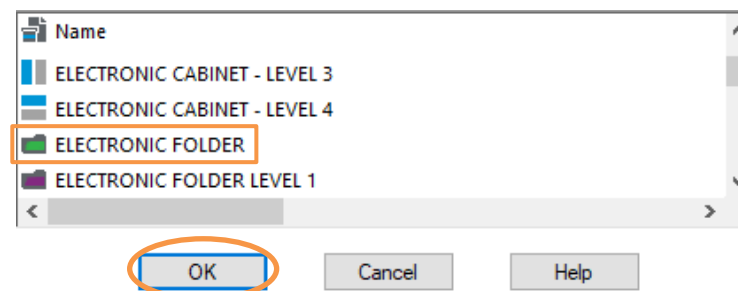 Name
ELECTRONIC CABINET - LEVEL 3
ELECTRONIC CABINET - LEVEL 4
ELECTRONIC FOLDER
ELECTRONIC FOLDER LEVEL 1
OK Cancel Help